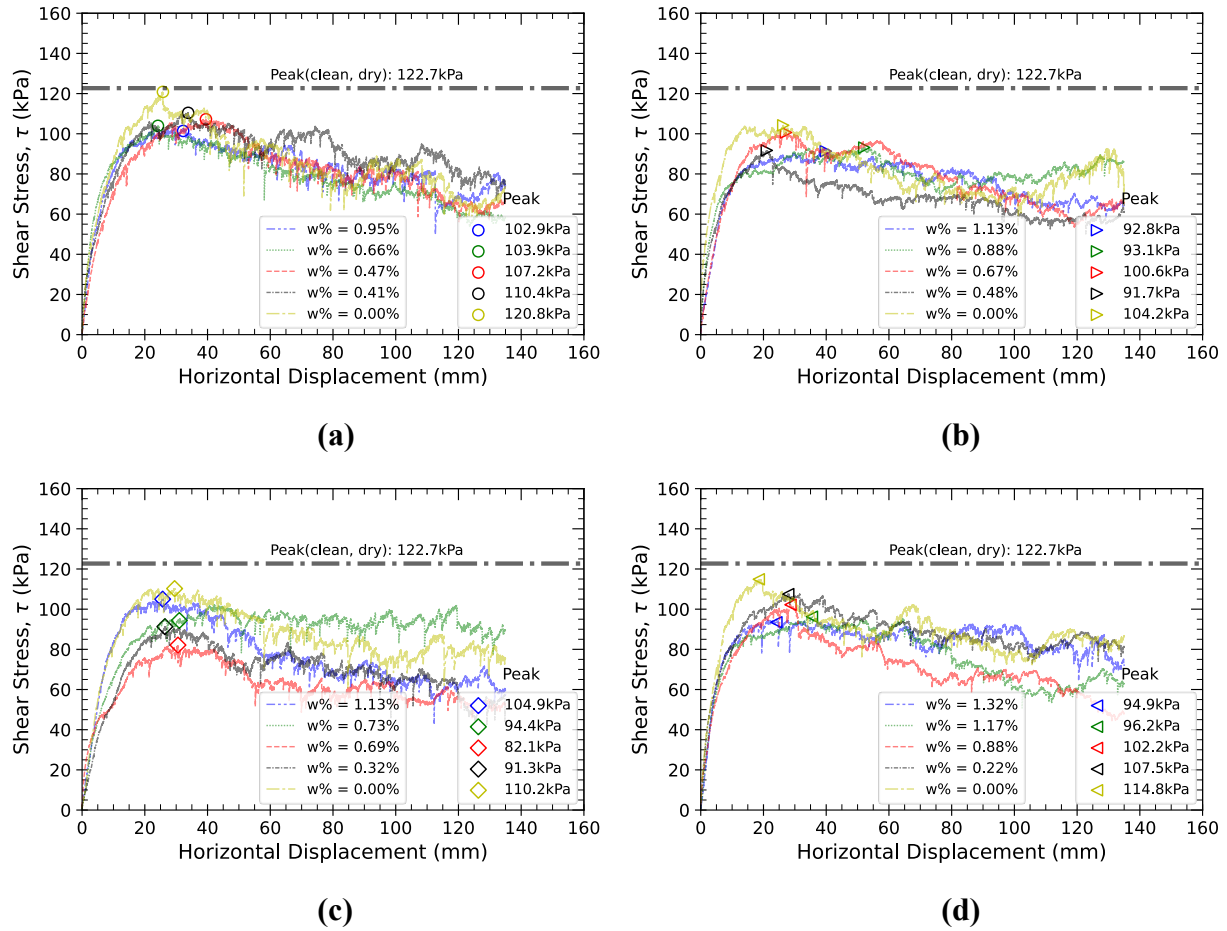 160
140
120
100
80
60
40
20
0
Shear Stress, τ (kPa)
Peak(clean, dry): 122.7kPa
Peak
w% = 0.95% 102.9kPa
w% = 0.66% 103.9kPa
w% = 0.47% 107.2kPa
w% = 0.41% 110.4kPa
w% = 0.00% 120.8kPa
0 20 40 60 80 100 120 140 160
Horizontal Displacement (mm)
(a)
160
140
120
100
80
60
40
20
0
Shear Stress, τ (kPa)
Peak(clean, dry): 122.7kPa
Peak
w% = 1.13% 92.8kPa
w% = 0.88% 93.1kPa
w% = 0.67% 100.6kPa
w% = 0.48% 91.7kPa
w% = 0.00% 104.2kPa
0 20 40 60 80 100 120 140 160
Horizontal Displacement (mm)
(b)
160
140
120
100
80
60
40
20
0
Shear Stress, τ (kPa)
Peak(clean, dry): 122.7kPa
Peak
w% = 1.13% 104.9kPa
w% = 0.73% 94.4kPa
w% = 0.69% 82.1kPa
w% = 0.32% 91.3kPa
w% = 0.00% 110.2kPa
0 20 40 60 80 100 120 140 160
Horizontal Displacement (mm)
(c)
160
140
120
100
80
60
40
20
0
Shear Stress, τ (kPa)
Peak(clean, dry): 122.7kPa
Peak
w% = 1.32% 94.9kPa
w% = 1.17% 96.2kPa
w% = 0.88% 102.2kPa
w% = 0.22% 107.5kPa
w% = 0.00% 114.8kPa
0 20 40 60 80 100 120 140 160
Horizontal Displacement (mm)
(d)